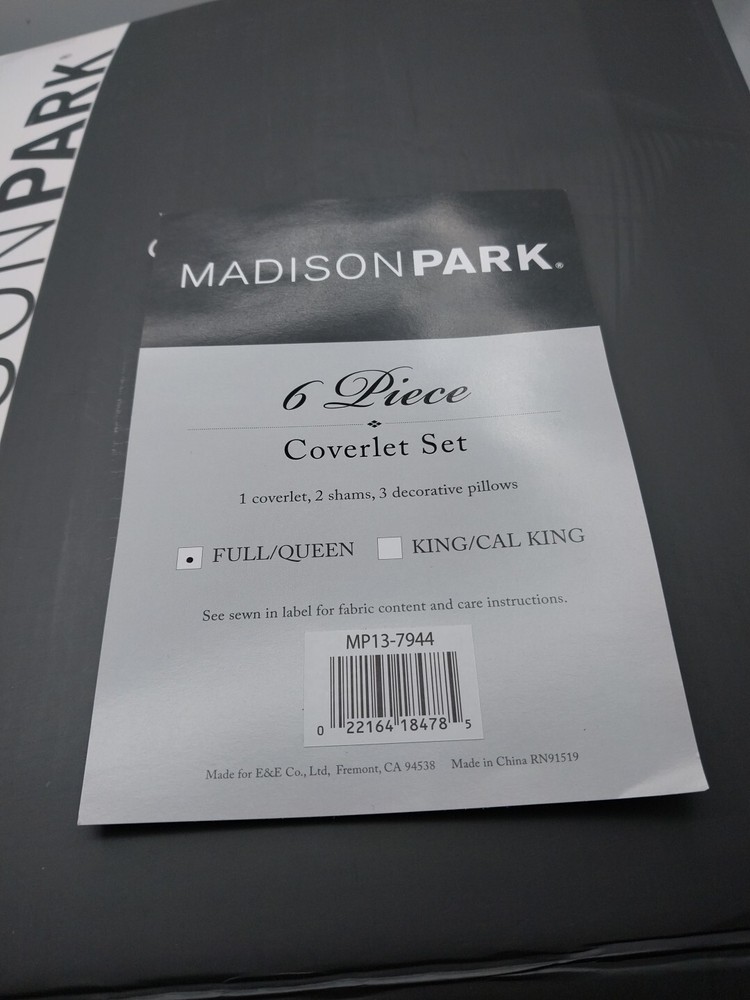 SONPARK
MADISONPARK®
6 Piece
Coverlet Set
1 coverlet, 2 shams, 3 decorative pillows
FULL/QUEEN KING/CAL KING
See sewn in label for fabric content and care instructions.
MP13-7944
0 22164 18478 5
Made for E&E Co., Ltd, Fremont, CA 94538 Made in China RN91519